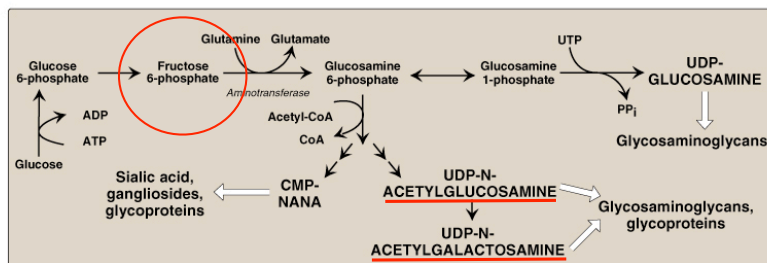 Glucose
6-phosphate
Fructose
6-phosphate
Glutamine
Glutamate
Aminotransferase
Glucosamine
6-phosphate
Glucosamine
1-phosphate
UTP
PPi
UDP-
GLUCOSAMINE
Glycosaminoglycans
ADP
ATP
Glucose
Acetyl-CoA
CoA
Sialic acid,
gangliosides,
glycoproteins
CMP-
NANA
UDP-N-
ACETYLGLUCOSAMINE
UDP-N-
ACETYLGALACTOSAMINE
Glycosaminoglycans,
glycoproteins